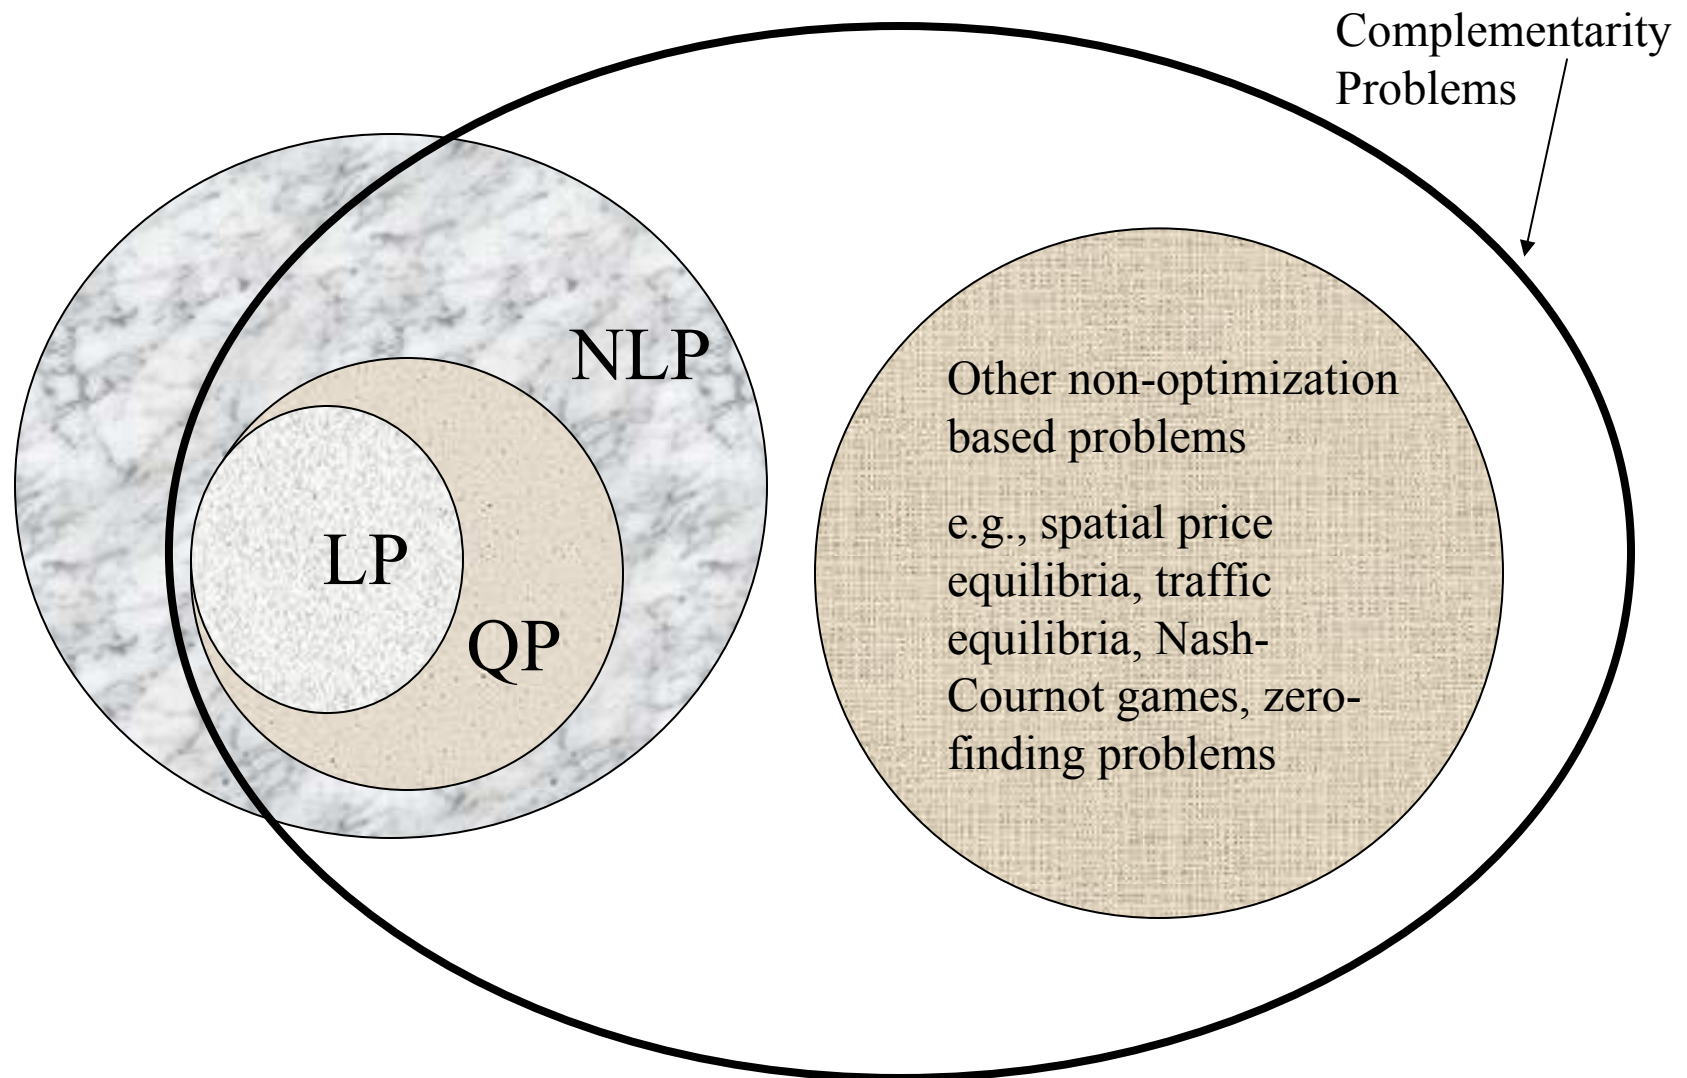 Complementarity
Problems
NLP
LP
QP
Other non-optimization
based problems
e.g., spatial price
equilibria, traffic
equilibria, Nash-
Cournot games, zero-
finding problems